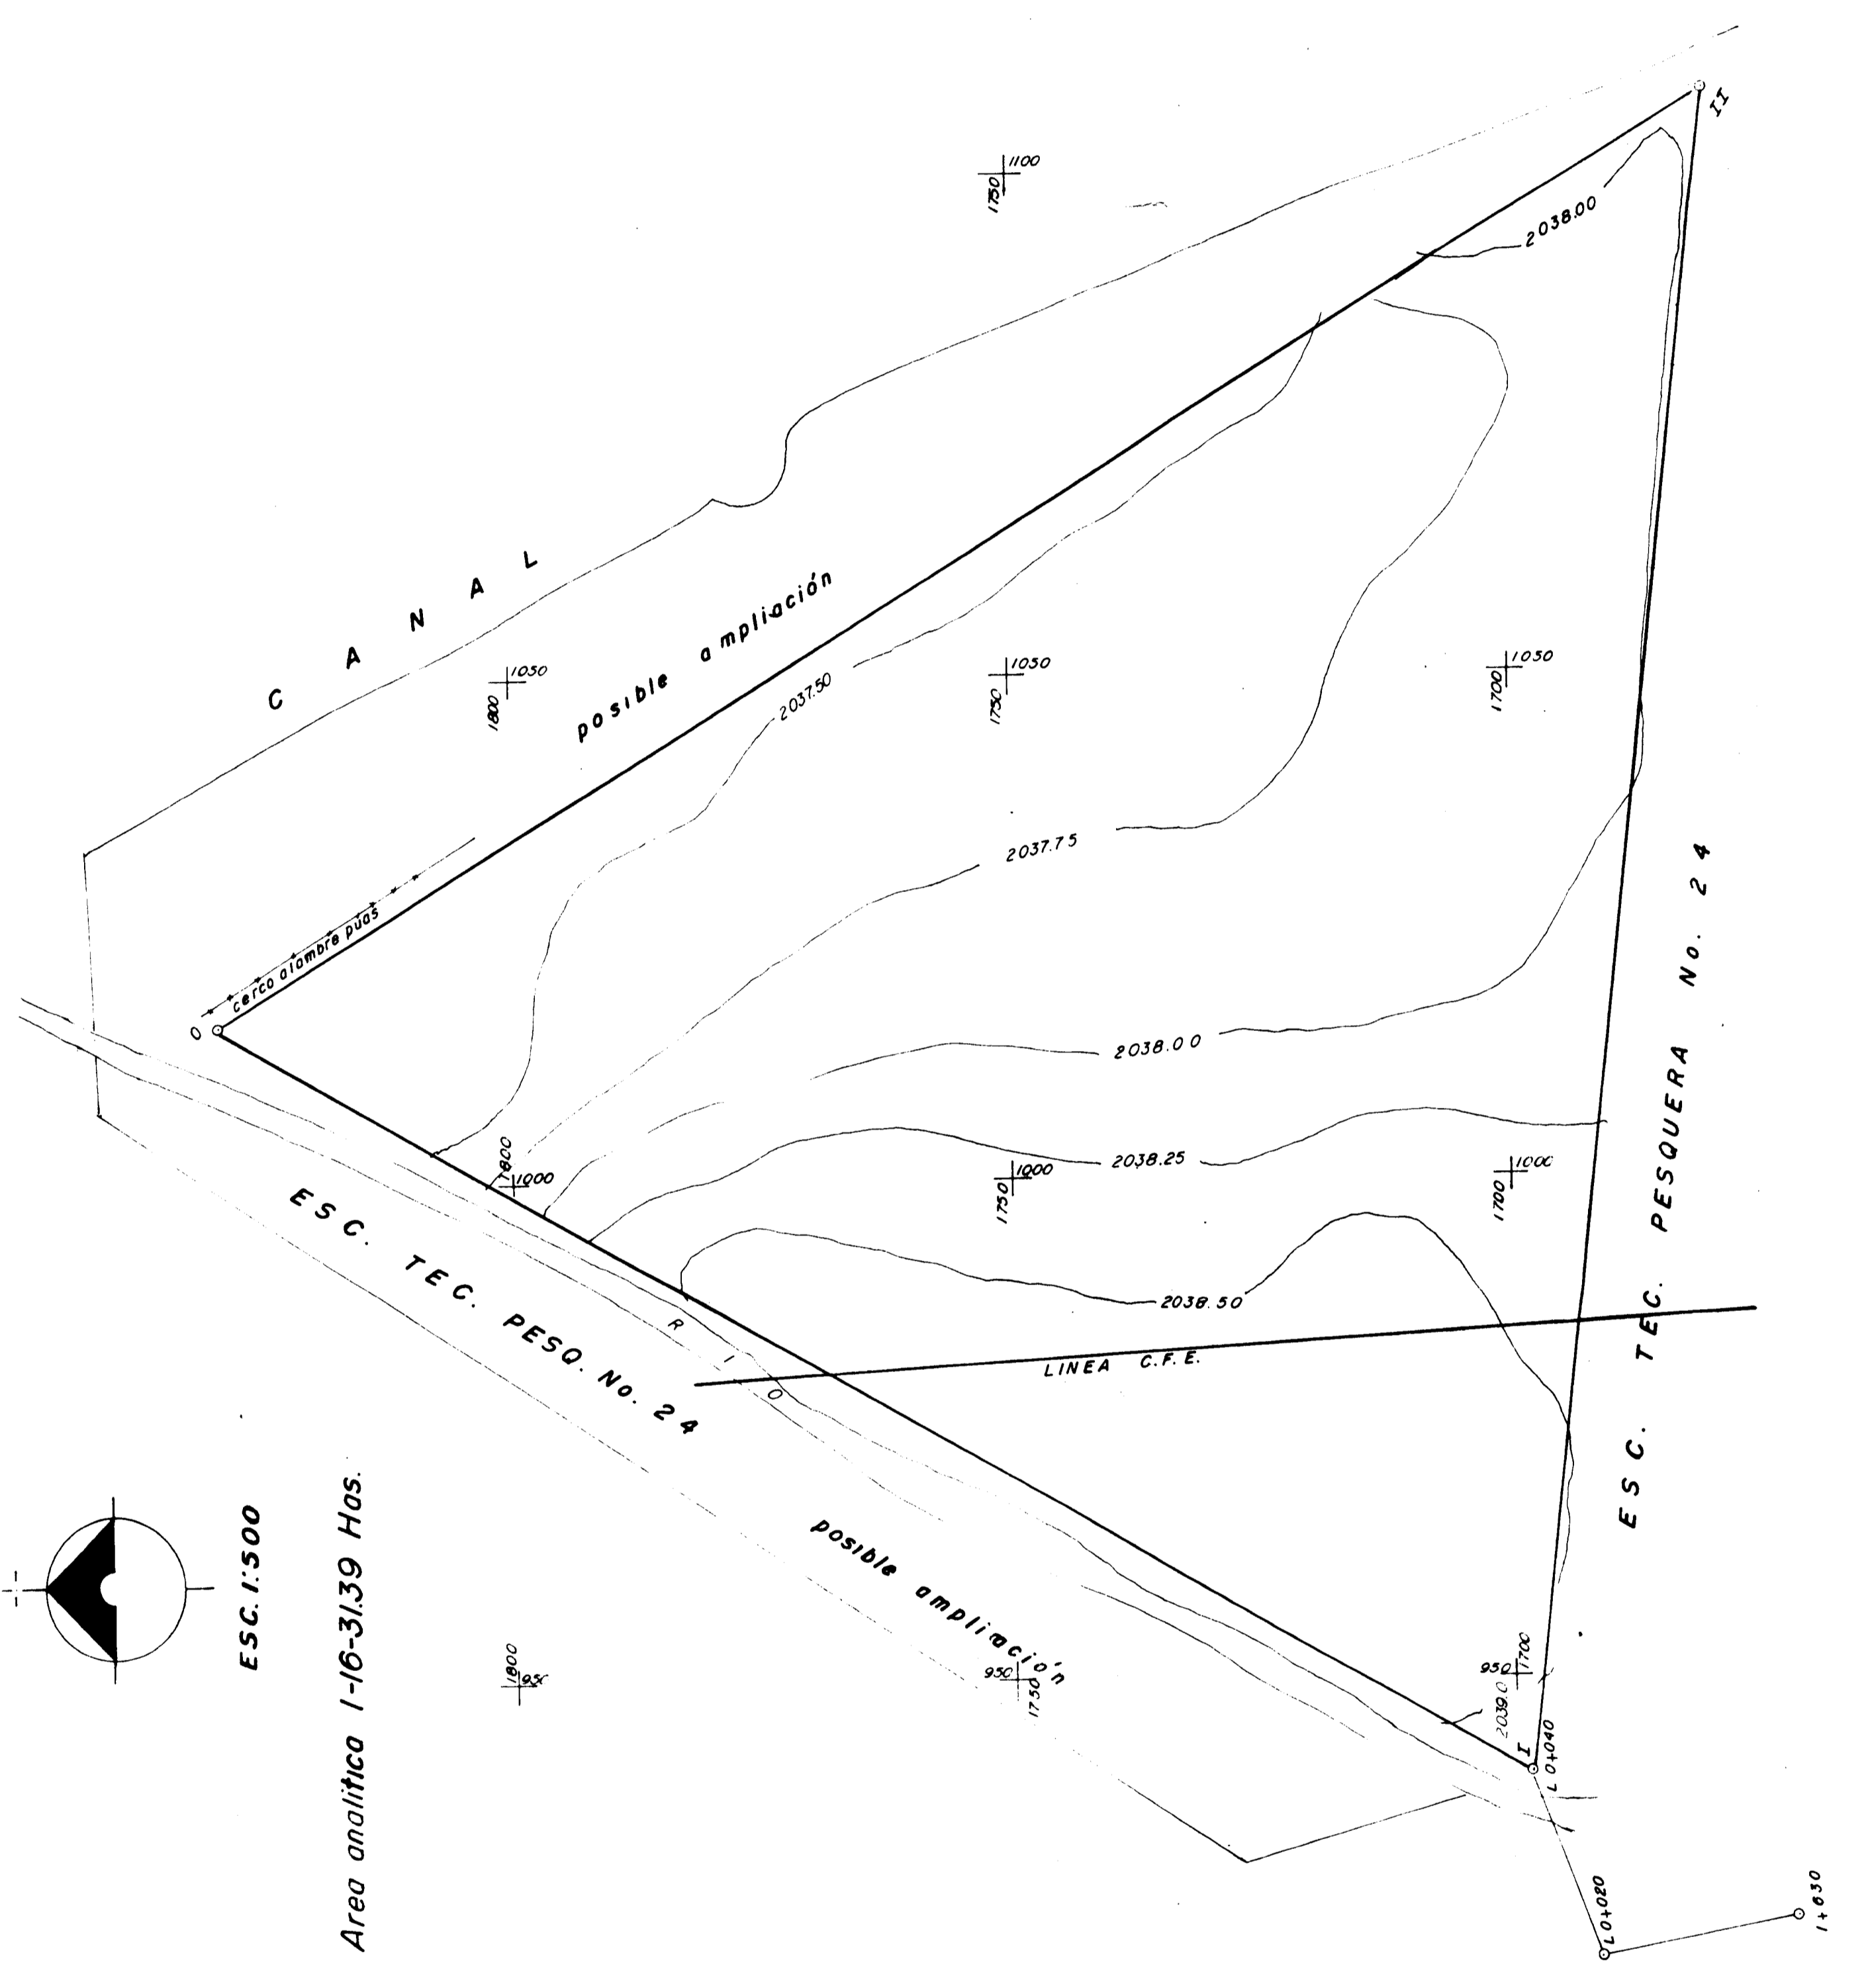 C A N A L
1750 1100
II
2038.00
posible ampliación
1800 1050
1750 1050
1700 1050
2037.50
2037.75
cerco alambre púas
O
2038.00
2038.25
1800 1000
1750 1000
1700 1000
2038.50
LINEA C.F.E.
ESC. TEC. PESQ. No. 24
R I O
ESC. TEC. PESQUERA No. 24
posible ampliación
1800
950
1750
950 1700
2039.0
I
L 0+040
L 0+020
1+630
ESC. 1:500
Area analitica 1-16-31.39 Has.